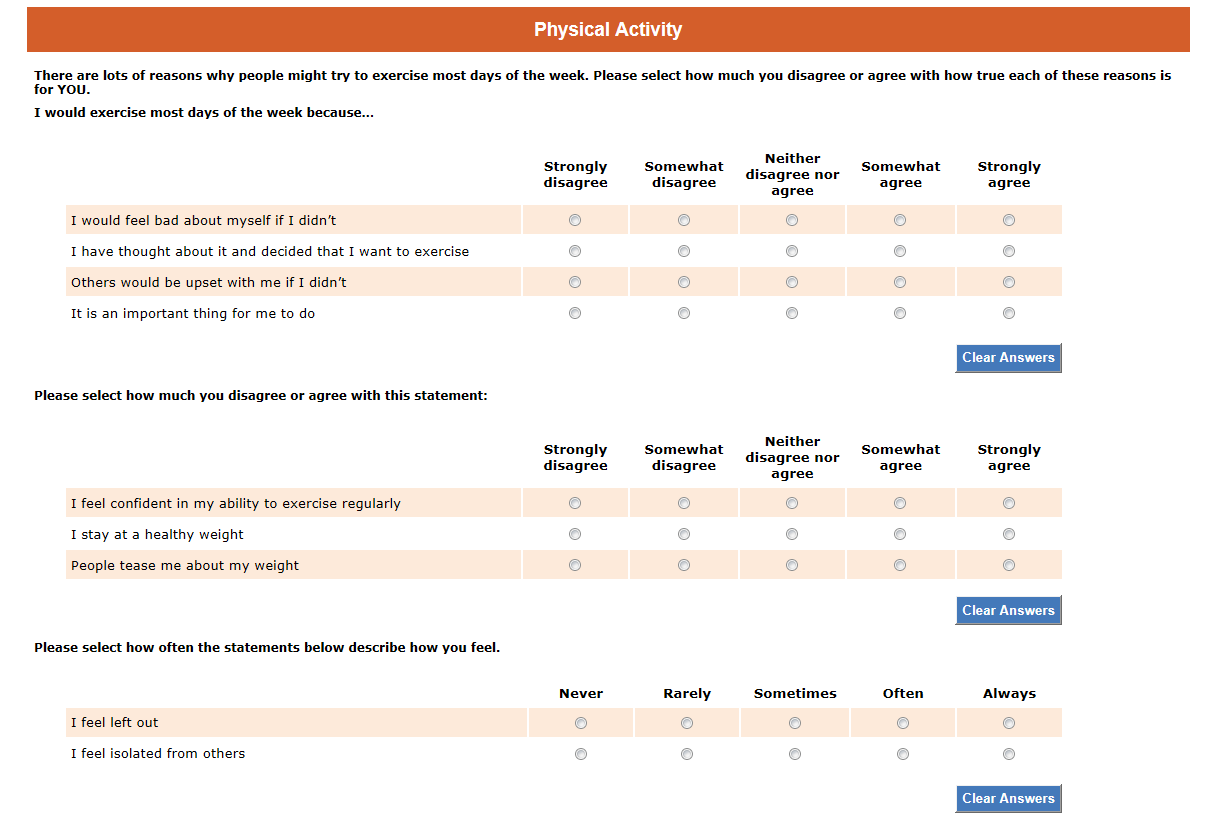 Physical Activity
There are lots of reasons why people might try to exercise most days of the week. Please select how much you disagree or agree with how true each of these reasons is
for YOU.
I would exercise most days of the week because...
Strongly disagree Somewhat disagree Neither disagree nor agree Somewhat agree Strongly agree
I would feel bad about myself if I didn’t
I have thought about it and decided that I want to exercise
Others would be upset with me if I didn’t
It is an important thing for me to do
Clear Answers
Please select how much you disagree or agree with this statement:
Strongly disagree Somewhat disagree Neither disagree nor agree Somewhat agree Strongly agree
I feel confident in my ability to exercise regularly
I stay at a healthy weight
People tease me about my weight
Clear Answers
Please select how often the statements below describe how you feel.
Never Rarely Sometimes Often Always
I feel left out
I feel isolated from others
Clear Answers